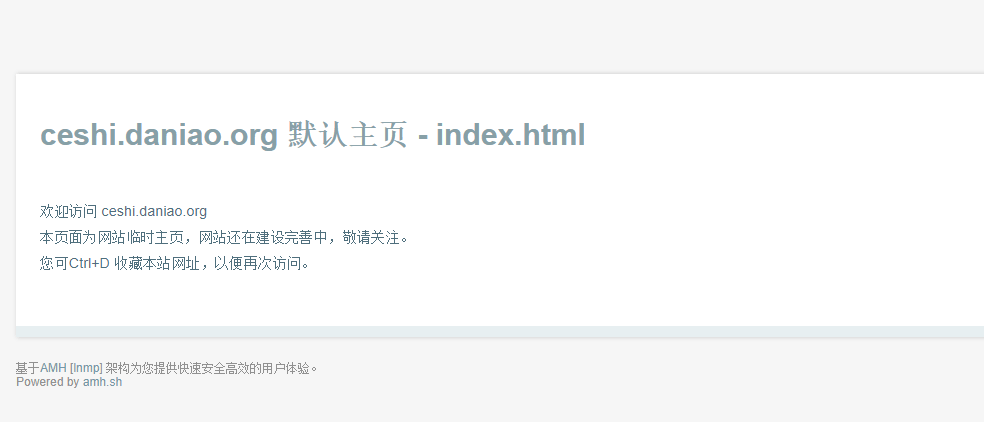 ceshi.daniao.org 默认主页 - index.html
欢迎访问 ceshi.daniao.org
本页面为网站临时主页，网站还在建设完善中，敬请关注。
您可Ctrl+D 收藏本站网址，以便再次访问。
基于AMH [lnmp] 架构为您提供快速安全高效的用户体验。
Powered by amh.sh